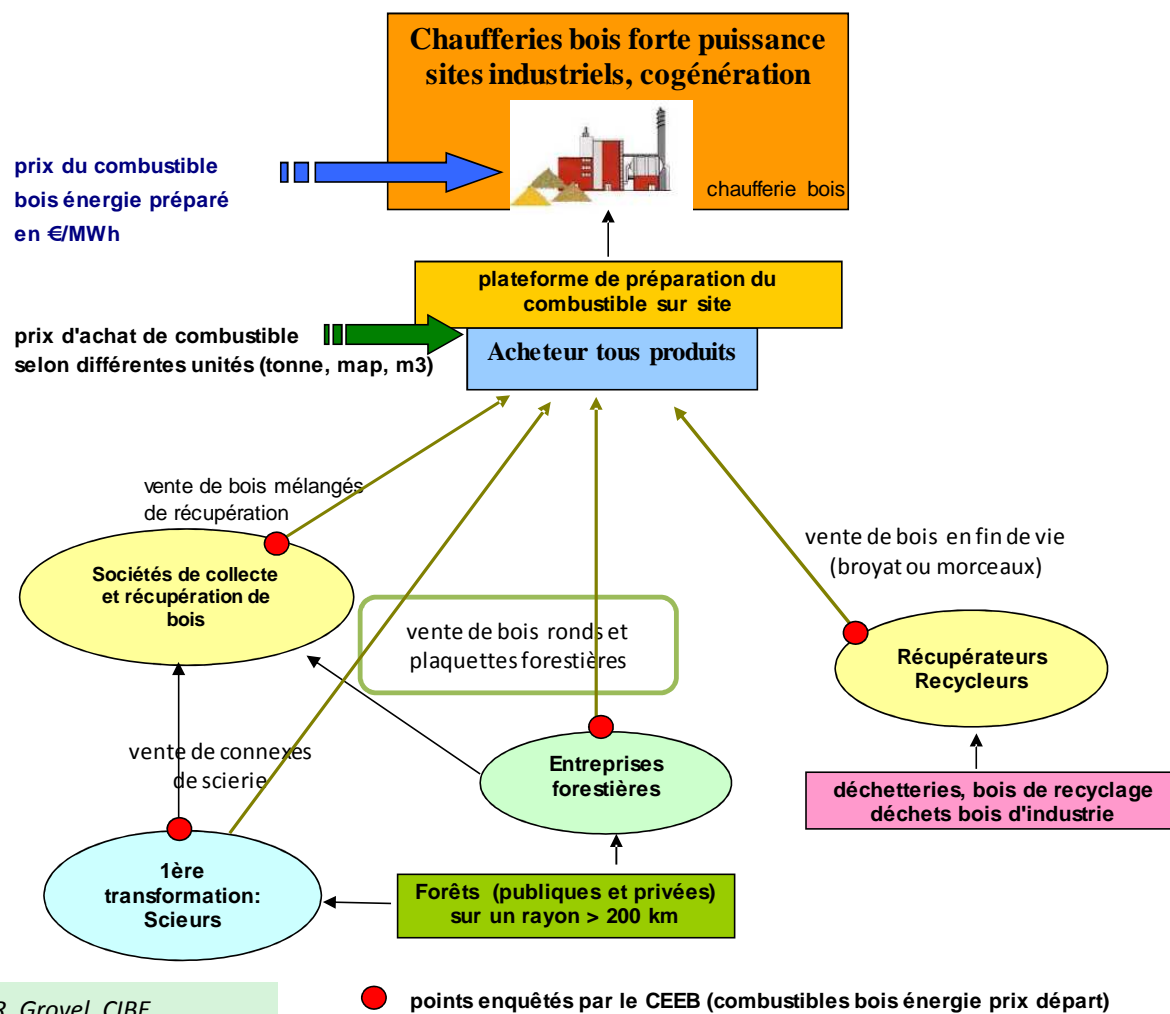 Chaufferies bois forte puissance
sites industriels, cogénération
chaufferie bois
prix du combustible
bois énergie préparé
en €/MWh
plateforme de préparation du
combustible sur site
prix d'achat de combustible
selon différentes unités (tonne, map, m3)
Acheteur tous produits
vente de bois mélangés
de récupération
vente de bois en fin de vie
(broyat ou morceaux)
Sociétés de collecte
et récupération de
bois
vente de bois ronds et
plaquettes forestières
Récupérateurs
Recycleurs
vente de connexes
de scierie
Entreprises
forestières
déchetteries, bois de recyclage
déchets bois d'industrie
1ère
transformation:
Scieurs
Forêts (publiques et privées)
sur un rayon > 200 km
R. Grovel, CIBE
points enquêtés par le CEEB (combustibles bois énergie prix départ)